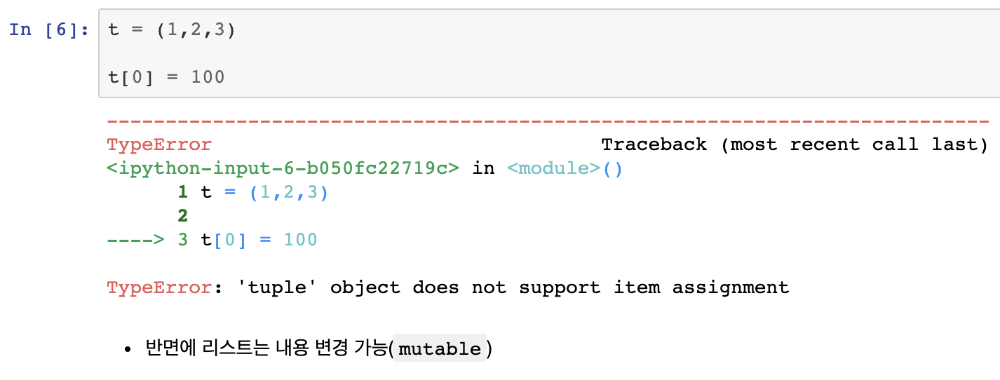 In [6]: t = (1,2,3)
t[0] = 100
---------------------------------------------------------------------------
TypeError                                 Traceback (most recent call last)
<ipython-input-6-b050fc22719c> in <module>()
      1 t = (1,2,3)
      2
----> 3 t[0] = 100
TypeError: 'tuple' object does not support item assignment
• 반면에 리스트는 내용 변경 가능(mutable)